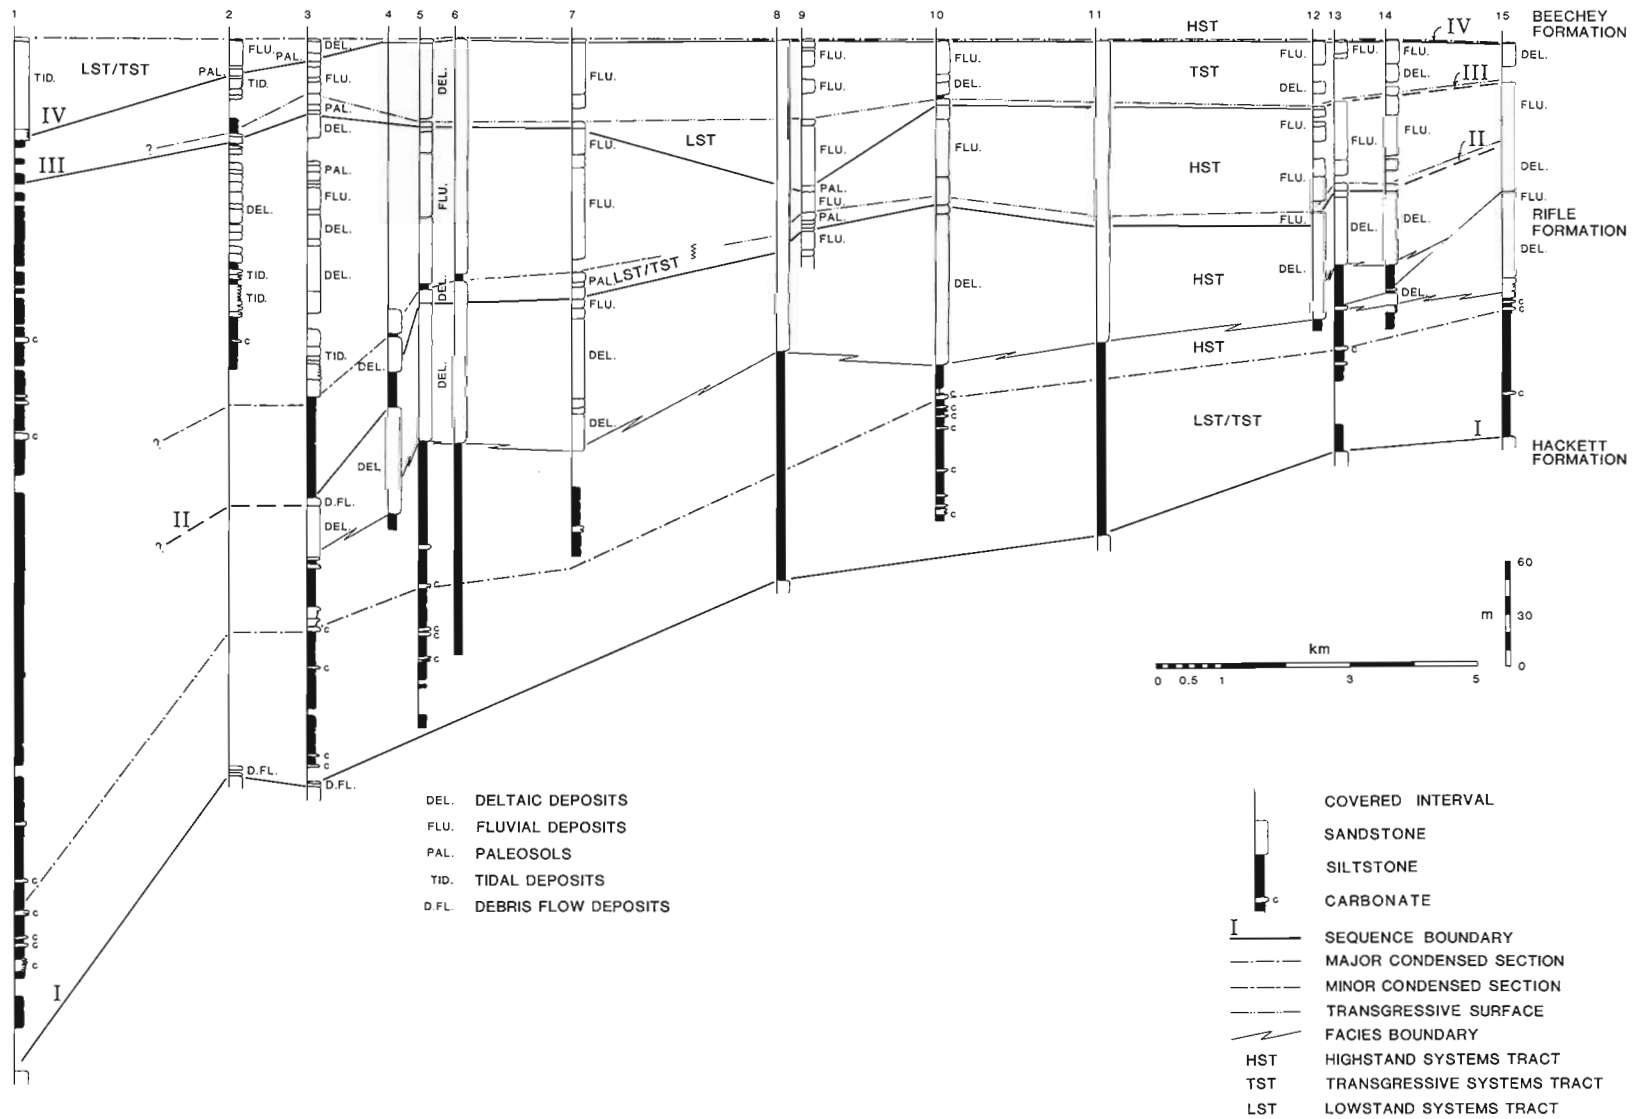 1 2 3 4 5 6 7 8 9 10 11 12 13 14 15
HST
BEECHEY
FORMATION
IV
FLU.
DEL.
PAL.
PAL.
TID.
LST/TST
TID.
FLU.
DEL.
FLU.
FLU.
FLU.
FLU.
DEL.
TST
FLU.
DEL.
FLU.
FLU.
DEL.
DEL.
III
IV
PAL.
DEL.
FLU.
?
III
LST
FLU.
FLU.
HST
FLU.
FLU.
FLU.
FLU.
II
PAL.
FLU.
DEL.
FLU.
FLU.
PAL.
FLU.
PAL.
FLU.
FLU.
FLU.
DEL.
DEL.
DEL.
FLU.
RIFLE
FORMATION
DEL.
DEL.
DEL.
TID.
TID.
DEL.
PAL.
LST/TST
FLU.
DEL.
HST
DEL.
DEL.
c
c
c
c
TID.
DEL.
DEL.
DEL.
HST
c
c
c
c
c
c
c
c
c
c
?
DEL.
DEL.
LST/TST
I
HACKETT
FORMATION
II
?
D.FL.
DEL.
c
c
c
c
c
c
c
c
D.FL.
D.FL.
60
m 30
0
km
0 0.5 1 3 5
c
c
c
c
c
I
DEL. DELTAIC DEPOSITS
FLU. FLUVIAL DEPOSITS
PAL. PALEOSOLS
TID. TIDAL DEPOSITS
D.FL. DEBRIS FLOW DEPOSITS
COVERED INTERVAL
SANDSTONE
SILTSTONE
c CARBONATE
I SEQUENCE BOUNDARY
MAJOR CONDENSED SECTION
MINOR CONDENSED SECTION
TRANSGRESSIVE SURFACE
FACIES BOUNDARY
HST HIGHSTAND SYSTEMS TRACT
TST TRANSGRESSIVE SYSTEMS TRACT
LST LOWSTAND SYSTEMS TRACT